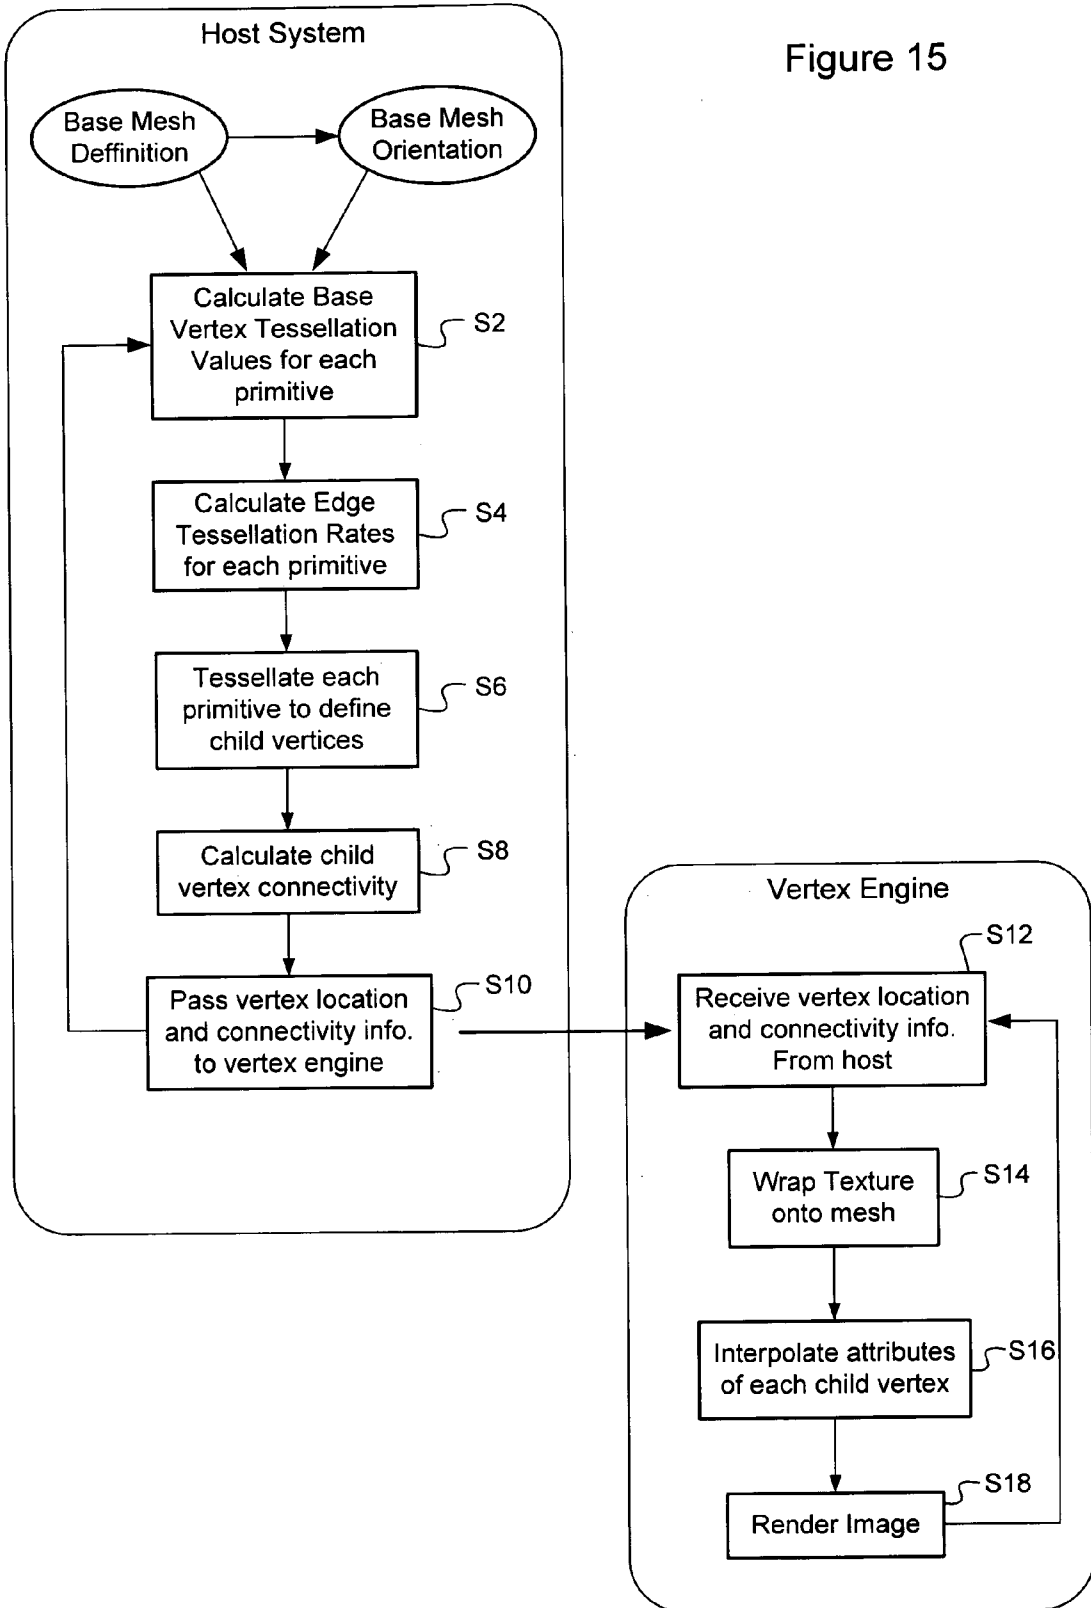 Host System
Figure 15
Base Mesh
Deffinition
Base Mesh
Orientation
Calculate Base
Vertex Tessellation
Values for each
primitive
S2
Calculate Edge
Tessellation Rates
for each primitive
S4
Tessellate each
primitive to define
child vertices
S6
Calculate child
vertex connectivity
S8
Pass vertex location
and connectivity info.
to vertex engine
S10
Vertex Engine
S12
Receive vertex location
and connectivity info.
From host
Wrap Texture
onto mesh
S14
Interpolate attributes
of each child vertex
S16
Render Image
S18